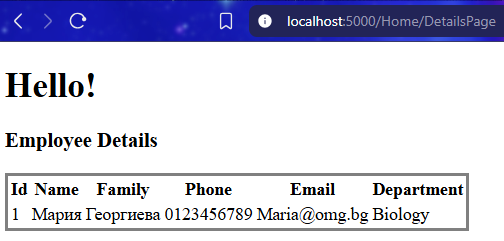 localhost:5000/Home/DetailsPage
Hello!
Employee Details
Id Name Family Phone Email Department
1 Мария Георгиева 0123456789 Maria@omg.bg Biology